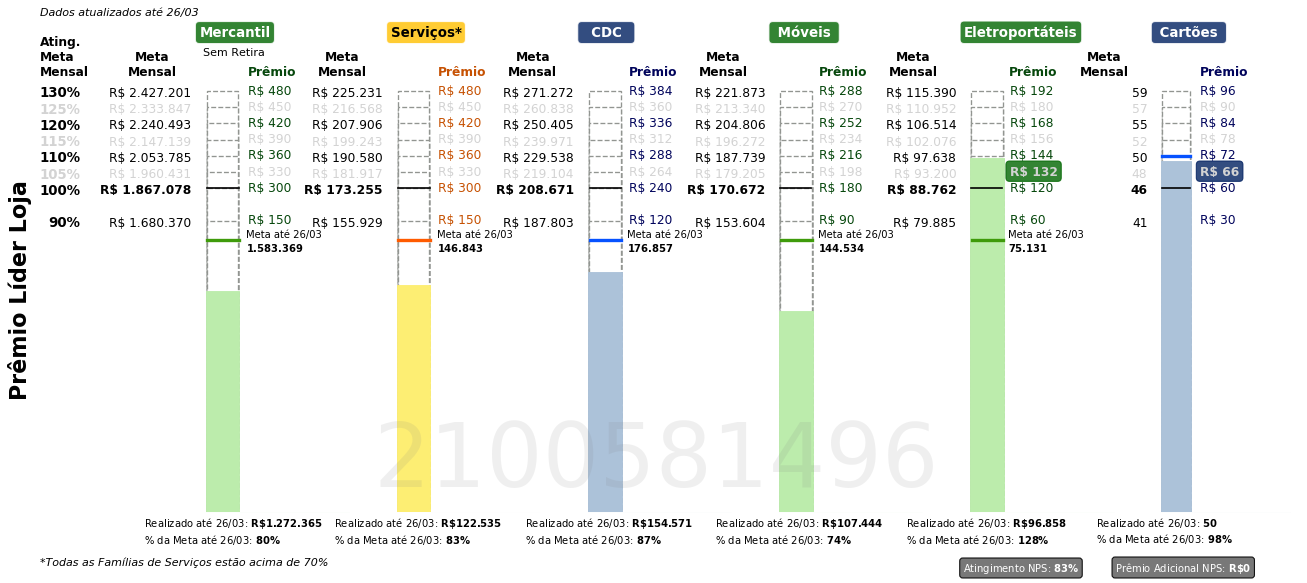 Dados atualizados até 26/03
Mercantil Serviços* CDC Móveis Eletroportáteis Cartões
Sem Retira
Ating. Meta Mensal
Meta Mensal Prêmio Meta Mensal Prêmio Meta Mensal Prêmio Meta Mensal Prêmio Meta Mensal Prêmio Meta Mensal Prêmio
130% R$ 2.427.201 R$ 480 R$ 225.231 R$ 480 R$ 271.272 R$ 384 R$ 221.873 R$ 288 R$ 115.390 R$ 192 59 R$ 96
125% R$ 2.333.847 R$ 450 R$ 216.568 R$ 450 R$ 260.838 R$ 360 R$ 213.340 R$ 270 R$ 110.952 R$ 180 57 R$ 90
120% R$ 2.240.493 R$ 420 R$ 207.906 R$ 420 R$ 250.405 R$ 336 R$ 204.806 R$ 252 R$ 106.514 R$ 168 55 R$ 84
115% R$ 2.147.139 R$ 390 R$ 199.243 R$ 390 R$ 239.971 R$ 312 R$ 196.272 R$ 234 R$ 102.076 R$ 156 52 R$ 78
110% R$ 2.053.785 R$ 360 R$ 190.580 R$ 360 R$ 229.538 R$ 288 R$ 187.739 R$ 216 R$ 97.638 R$ 144 50 R$ 72
105% R$ 1.960.431 R$ 330 R$ 181.917 R$ 330 R$ 219.104 R$ 264 R$ 179.205 R$ 198 R$ 93.200 R$ 132 48 R$ 66
100% R$ 1.867.078 R$ 300 R$ 173.255 R$ 300 R$ 208.671 R$ 240 R$ 170.672 R$ 180 R$ 88.762 R$ 120 46 R$ 60
90% R$ 1.680.370 R$ 150 R$ 155.929 R$ 150 R$ 187.803 R$ 120 R$ 153.604 R$ 90 R$ 79.885 R$ 60 41 R$ 30
Meta até 26/03 Meta até 26/03 Meta até 26/03 Meta até 26/03 Meta até 26/03
1.583.369 146.843 176.857 144.534 75.131
Prêmio Líder Loja
2100581496
Realizado até 26/03: R$1.272.365 Realizado até 26/03: R$122.535 Realizado até 26/03: R$154.571 Realizado até 26/03: R$107.444 Realizado até 26/03: R$96.858 Realizado até 26/03: 50
% da Meta até 26/03: 80% % da Meta até 26/03: 83% % da Meta até 26/03: 87% % da Meta até 26/03: 74% % da Meta até 26/03: 128% % da Meta até 26/03: 98%
*Todas as Famílias de Serviços estão acima de 70%
Atingimento NPS: 83% Prêmio Adicional NPS: R$0